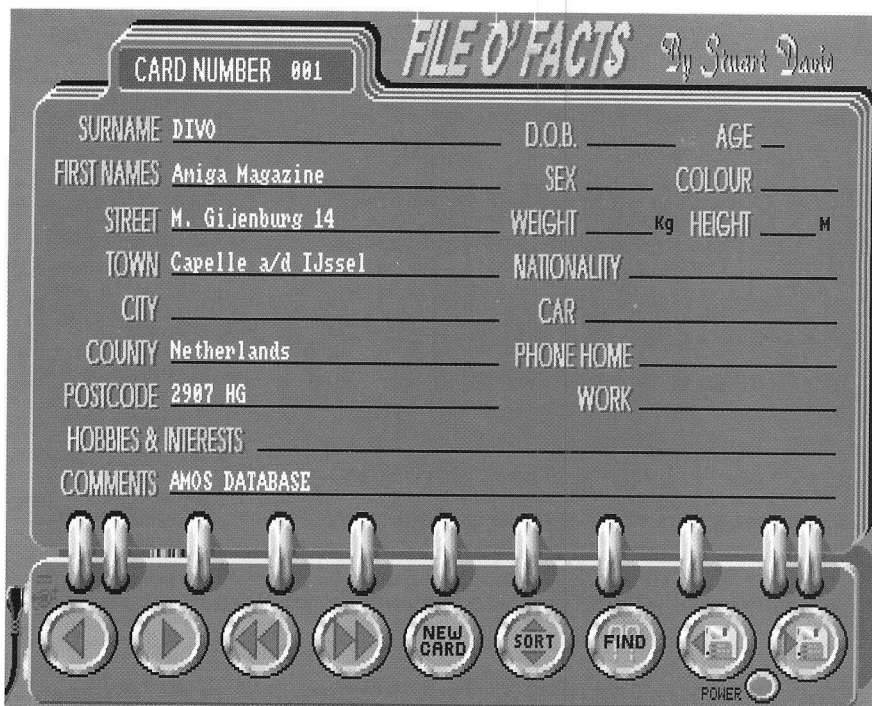 CARD NUMBER 001
FILE O' FACTS By Stuart Davis
SURNAME DIVO D.O.B. AGE
FIRST NAMES Amiga Magazine SEX COLOUR
STREET M. Gijenburg 14 WEIGHT Kg HEIGHT M
TOWN Capelle a/d IJssel NATIONALITY
CITY CAR
COUNTY Netherlands PHONE HOME
POSTCODE 2907 HG WORK
HOBBIES & INTERESTS
COMMENTS AMOS DATABASE
NEW CARD
SORT
FIND
POWER